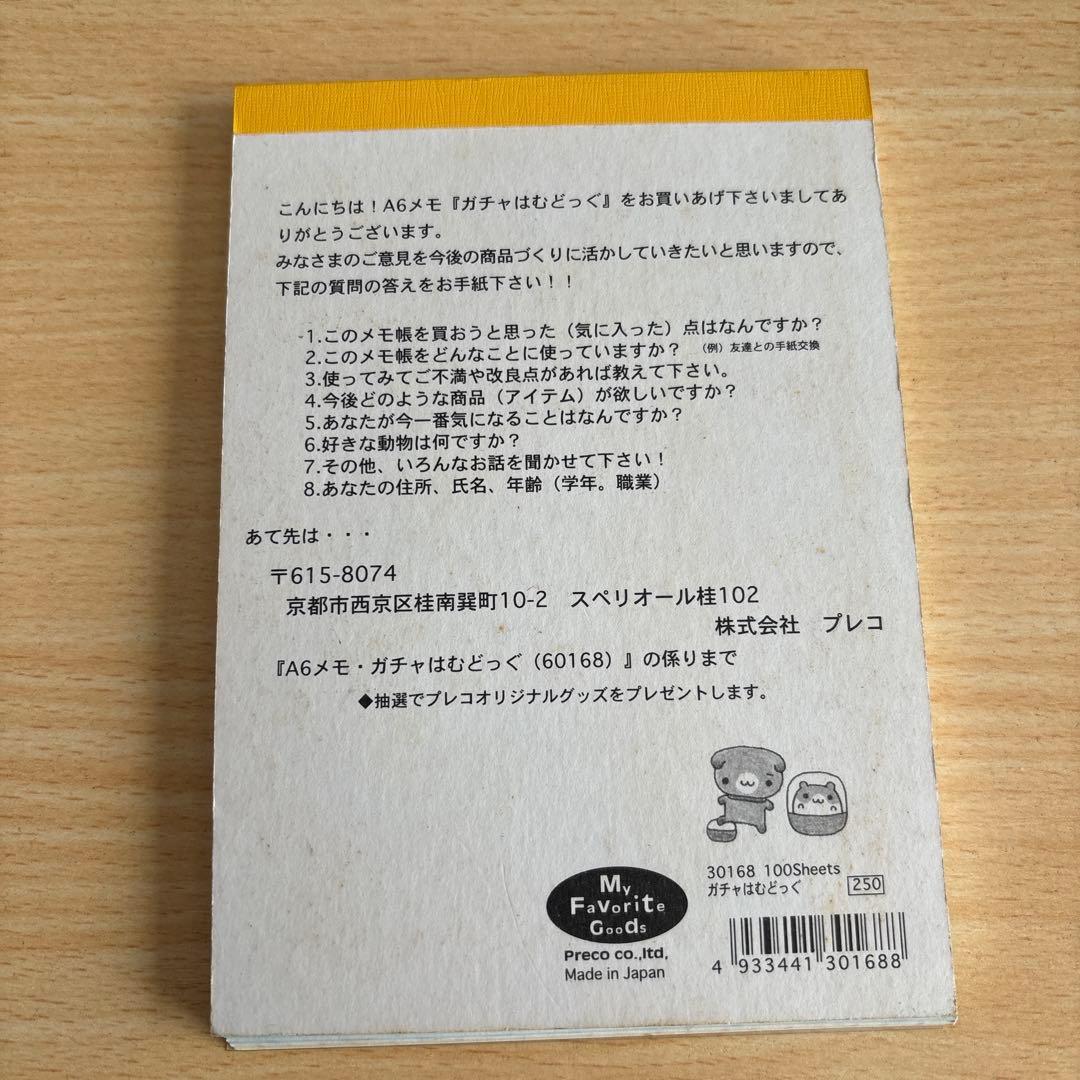 こんにちは！A6メモ『ガチャはむどっぐ』をお買いあげ下さいましてあ
りがとうございます。
みなさまのご意見を今後の商品づくりに活かしていきたいと思いますので、
下記の質問の答えをお手紙下さい！！
1.このメモ帳を買おうと思った（気に入った）点はなんですか？
2.このメモ帳をどんなことに使っていますか？ （例）友達との手紙交換
3.使ってみてご不満や改良点があれば教えて下さい。
4.今後どのような商品（アイテム）が欲しいですか？
5.あなたが今一番気になることはなんですか？
6.好きな動物は何ですか？
7.その他、いろんなお話を聞かせて下さい！
8.あなたの住所、氏名、年齢（学年。職業）
あて先は・・・
〒615-8074
京都市西京区桂南巽町10-2 スペリオール桂102
株式会社 プレコ
『A6メモ・ガチャはむどっぐ（60168）』の係りまで
◆抽選でプレコオリジナルグッズをプレゼントします。
30168 100Sheets
ガチャはむどっぐ 250
My
Favorite
Goods
Preco co.,ltd.
Made in Japan
4 933441 301688